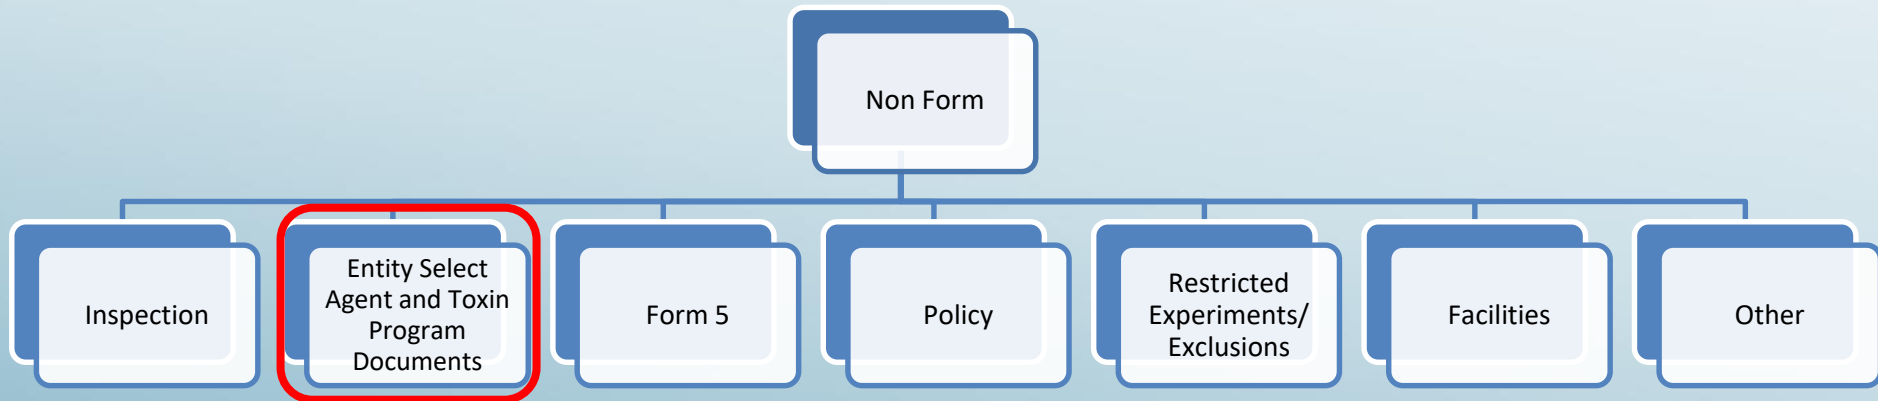 Non Form
Inspection
Entity Select
Agent and Toxin
Program
Documents
Form 5
Policy
Restricted
Experiments/
Exclusions
Facilities
Other